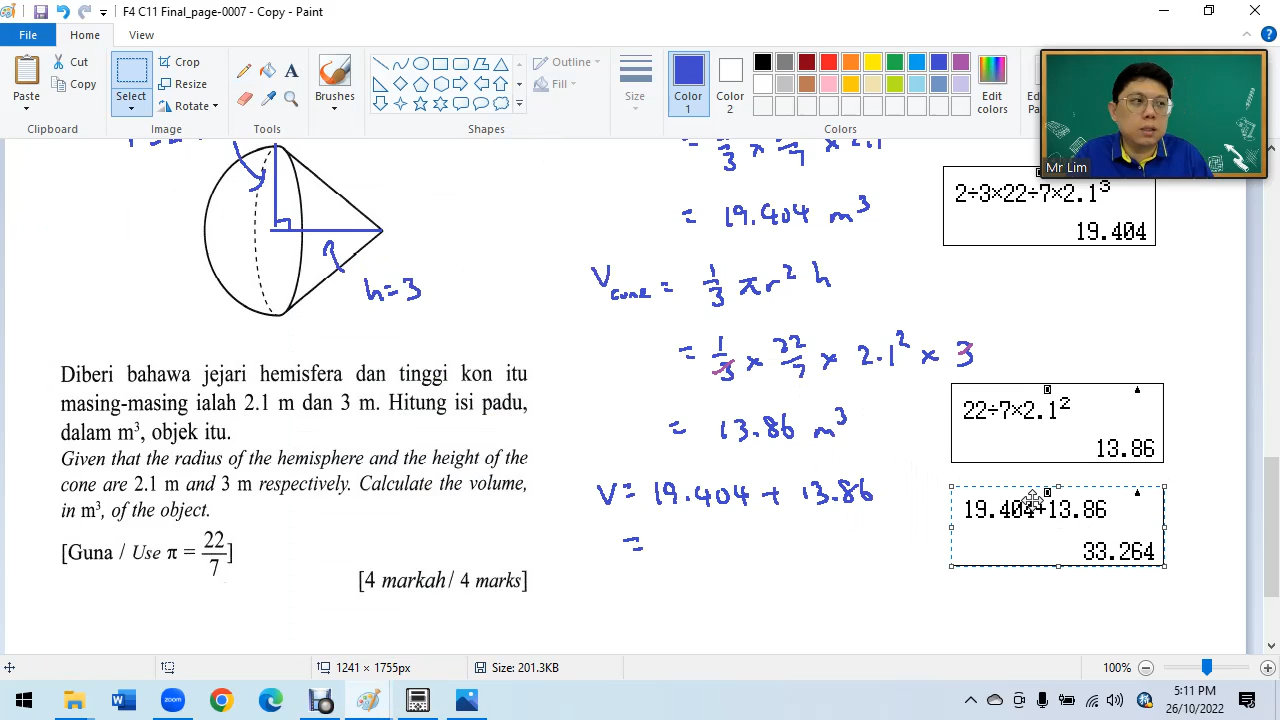 F4 C11 Final_page-0007 - Copy - Paint
File
Home
View
Paste
Cut
Copy
Clipboard
Select
Crop
Resize
Rotate
Image
Tools
Brushes
Outline
Fill
Shapes
Size
Color 1
Color 2
Edit colors
Colors
Mr Lim
h=3
Diberi bahawa jejari hemisfera dan tinggi kon itu
masing-masing ialah 2.1 m dan 3 m. Hitung isi padu,
dalam m³, objek itu.
Given that the radius of the hemisphere and the height of the
cone are 2.1 m and 3 m respectively. Calculate the volume,
in m³, of the object.
[Guna / Use π = 22/7]
[4 markah / 4 marks]
= 19.404 m³
V cone = 1/3 πr² h
= 1/3 × 22/7 × 2.1² × 3
= 13.86 m³
V = 19.404 + 13.86
=
2÷3×22÷7×2.1³
19.404
22÷7×2.1²
13.86
19.404+13.86
33.264
1241 × 1755px
Size: 201.3KB
100%
zoom
5:11 PM
26/10/2022